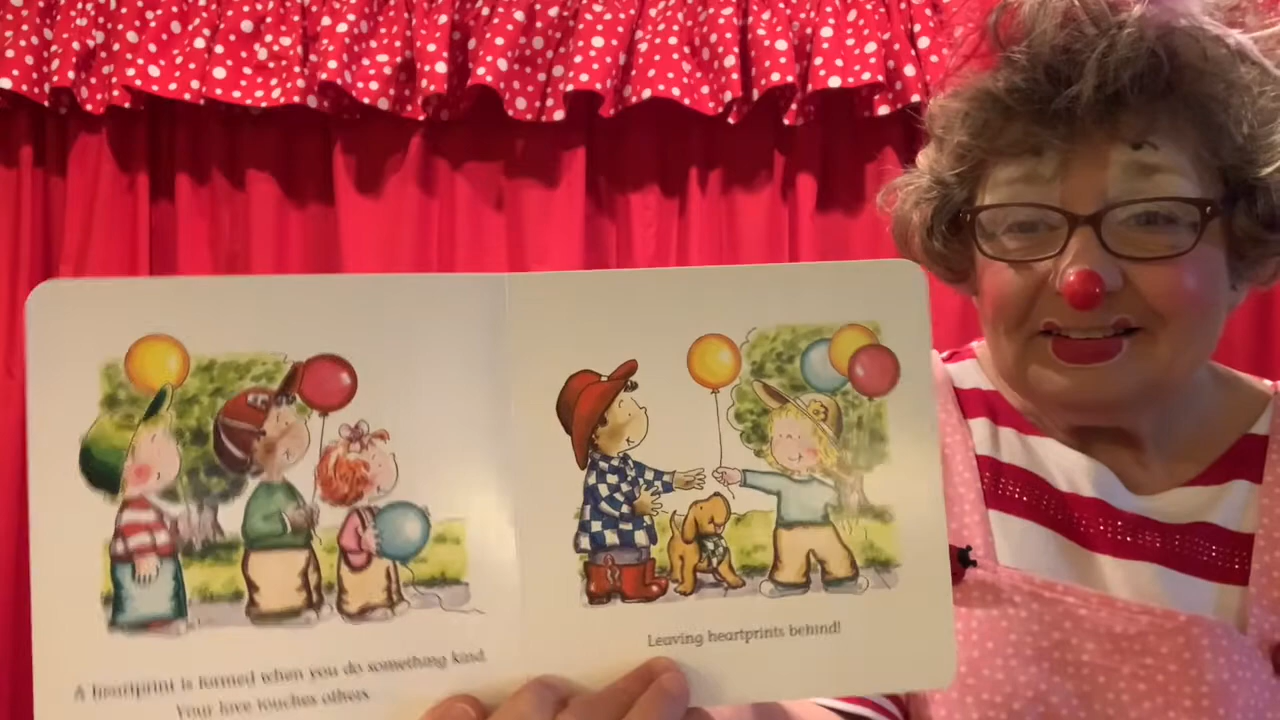 A heartprint is formed when you do something kind.
Your love touches others
Leaving heartprints behind!